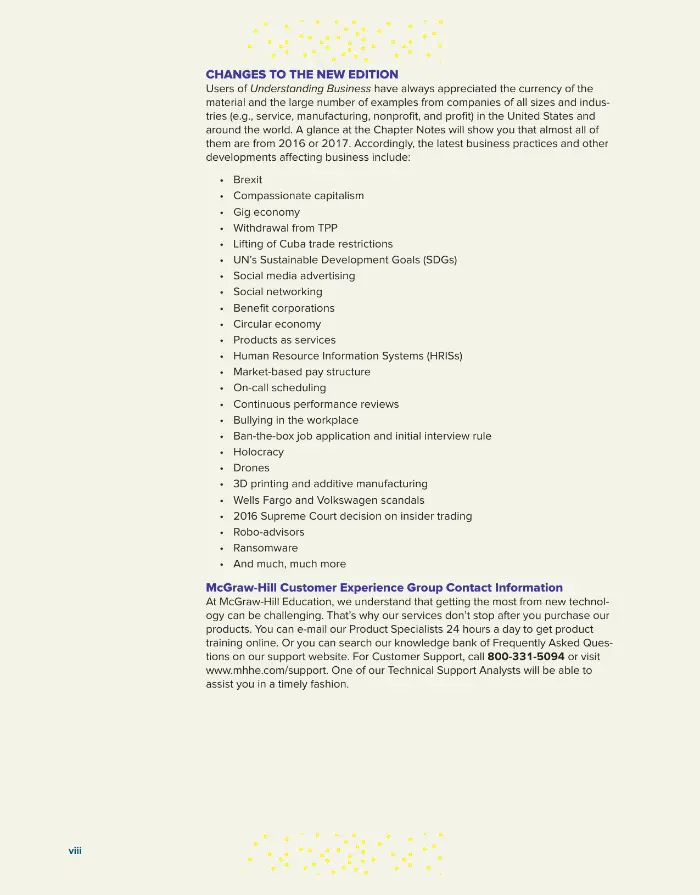 CHANGES TO THE NEW EDITION
Users of Understanding Business have always appreciated the currency of the
material and the large number of examples from companies of all sizes and indus-
tries (e.g., service, manufacturing, nonprofit, and profit) in the United States and
around the world. A glance at the Chapter Notes will show you that almost all of
them are from 2016 or 2017. Accordingly, the latest business practices and other
developments affecting business include:
• Brexit
• Compassionate capitalism
• Gig economy
• Withdrawal from TPP
• Lifting of Cuba trade restrictions
• UN’s Sustainable Development Goals (SDGs)
• Social media advertising
• Social networking
• Benefit corporations
• Circular economy
• Products as services
• Human Resource Information Systems (HRISs)
• Market-based pay structure
• On-call scheduling
• Continuous performance reviews
• Bullying in the workplace
• Ban-the-box job application and initial interview rule
• Holocracy
• Drones
• 3D printing and additive manufacturing
• Wells Fargo and Volkswagen scandals
• 2016 Supreme Court decision on insider trading
• Robo-advisors
• Ransomware
• And much, much more
McGraw-Hill Customer Experience Group Contact Information
At McGraw-Hill Education, we understand that getting the most from new technol-
ogy can be challenging. That’s why our services don’t stop after you purchase our
products. You can e-mail our Product Specialists 24 hours a day to get product
training online. Or you can search our knowledge bank of Frequently Asked Ques-
tions on our support website. For Customer Support, call 800-331-5094 or visit
www.mhhe.com/support. One of our Technical Support Analysts will be able to
assist you in a timely fashion.
viii